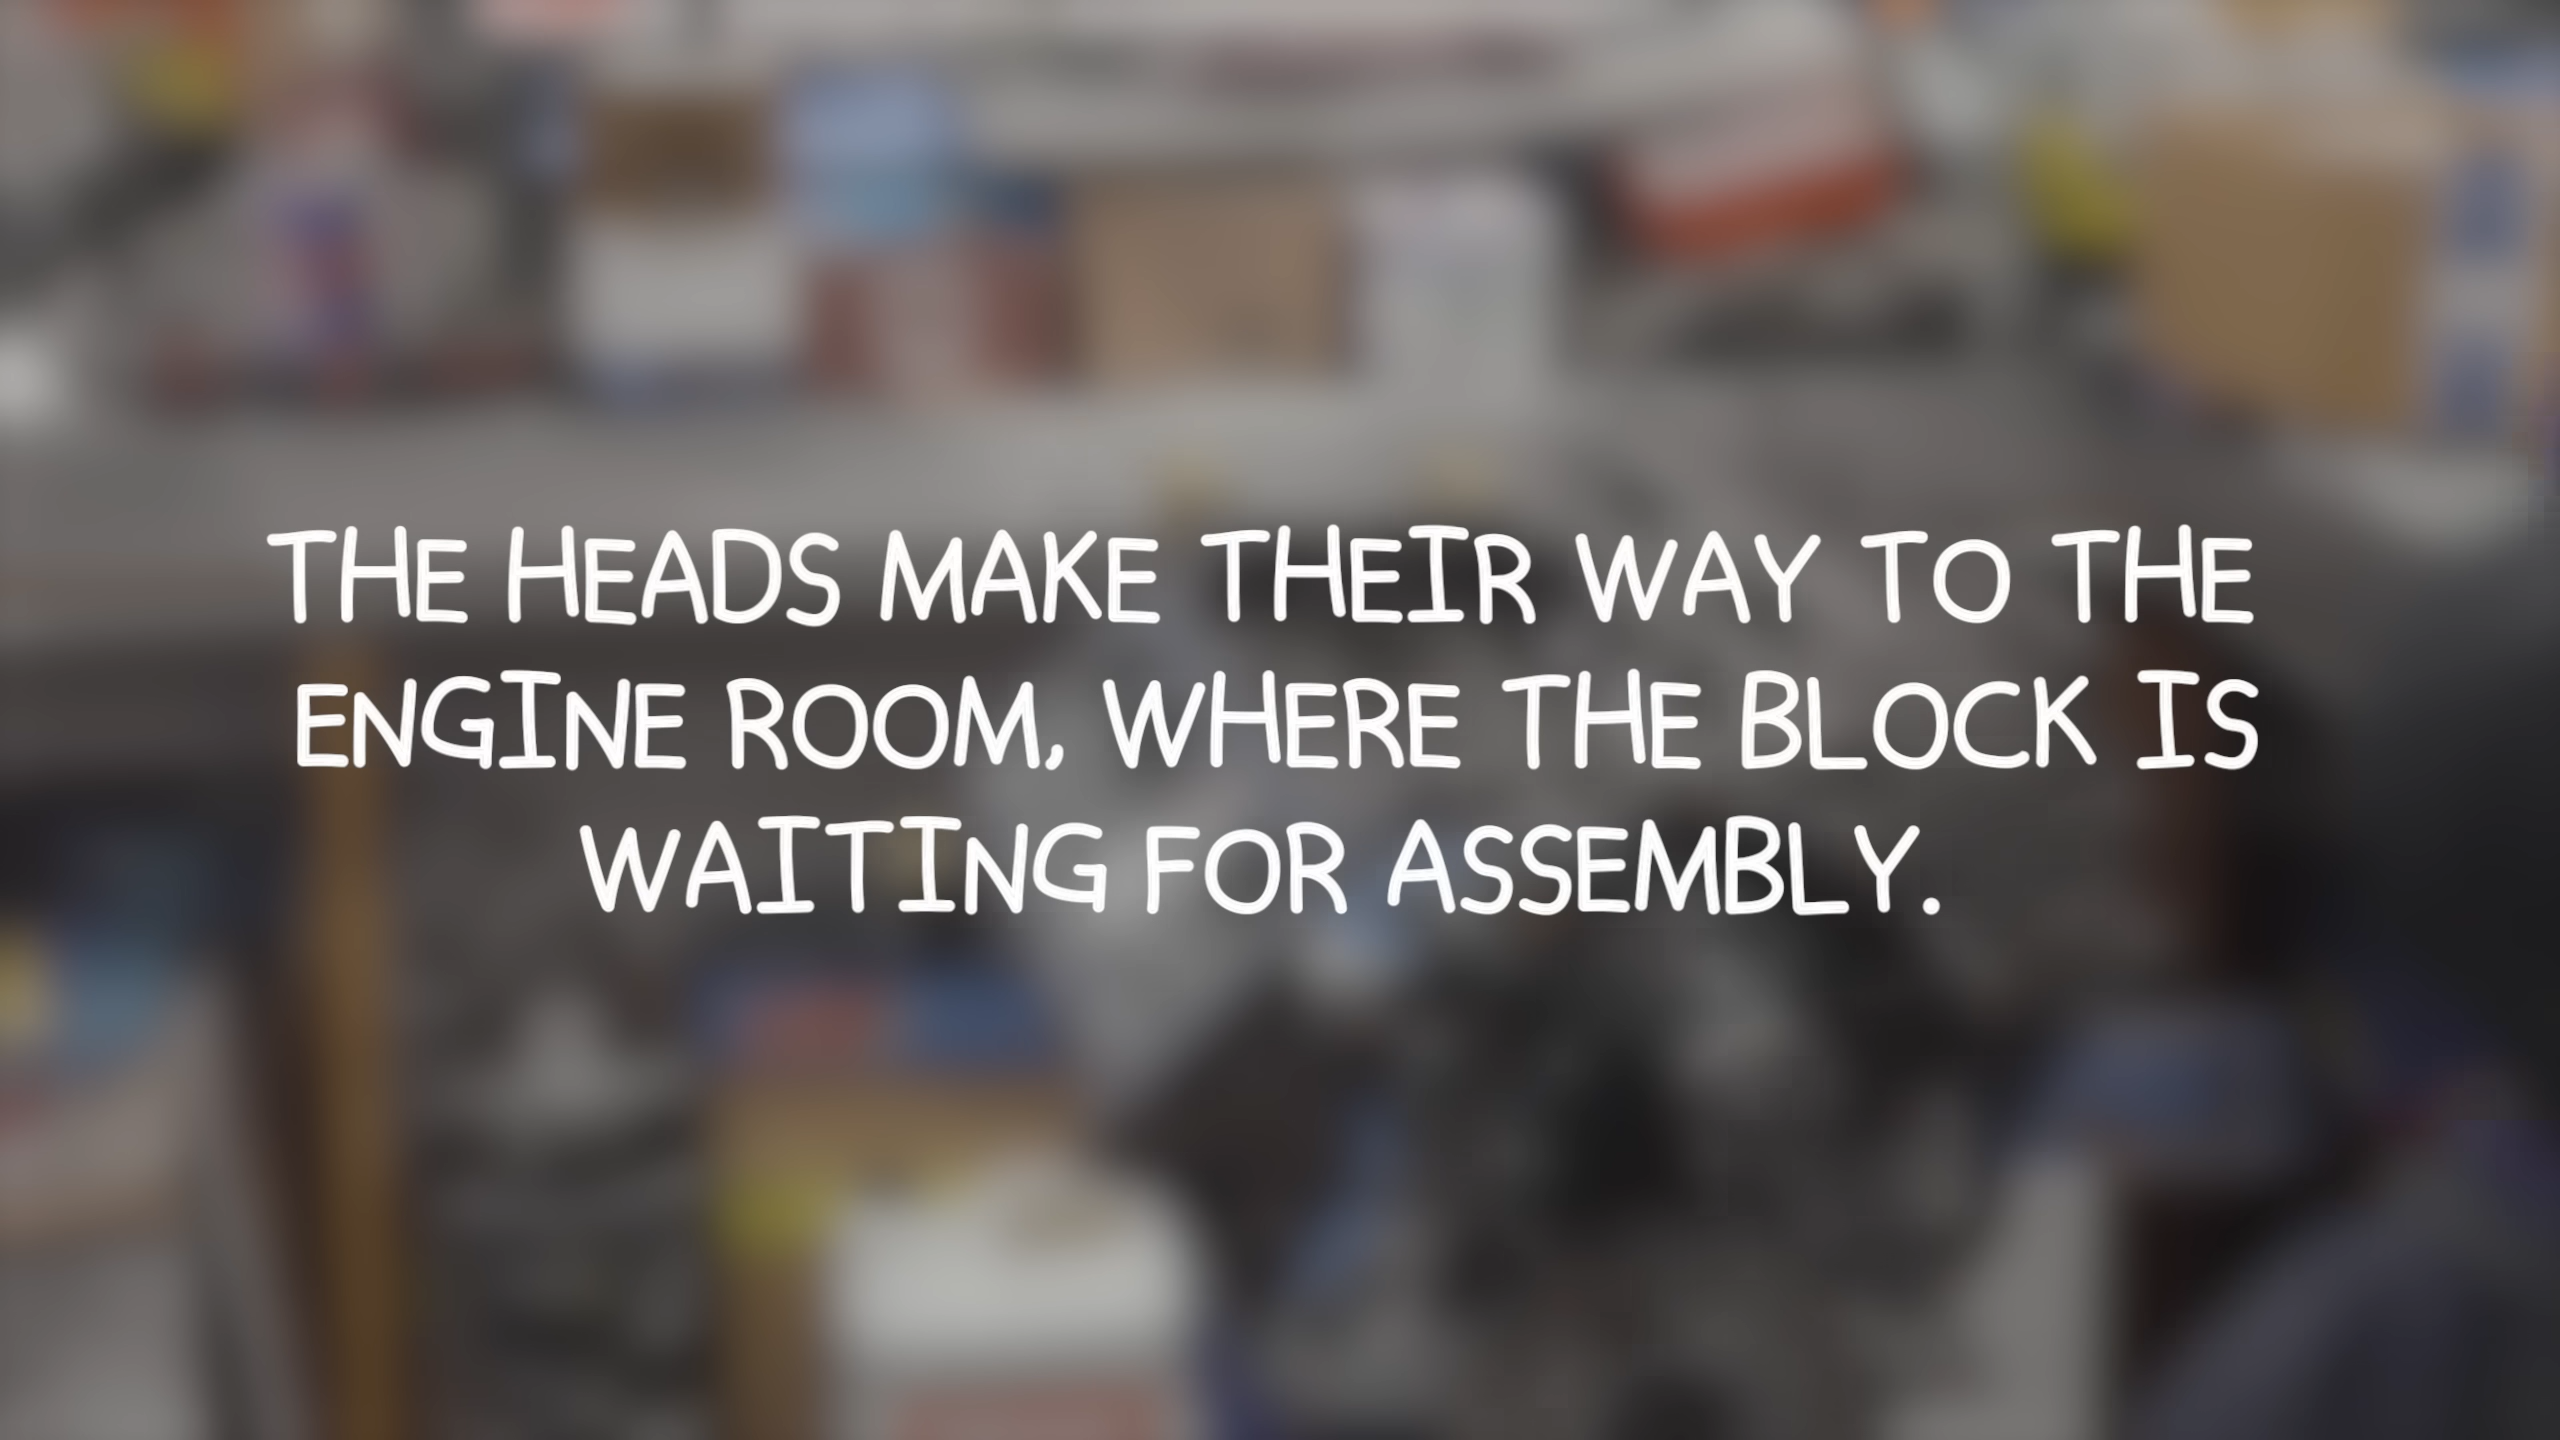 THE HEADS MAKE THEIR WAY TO THE
ENGINE ROOM, WHERE THE BLOCK IS
WAITING FOR ASSEMBLY.